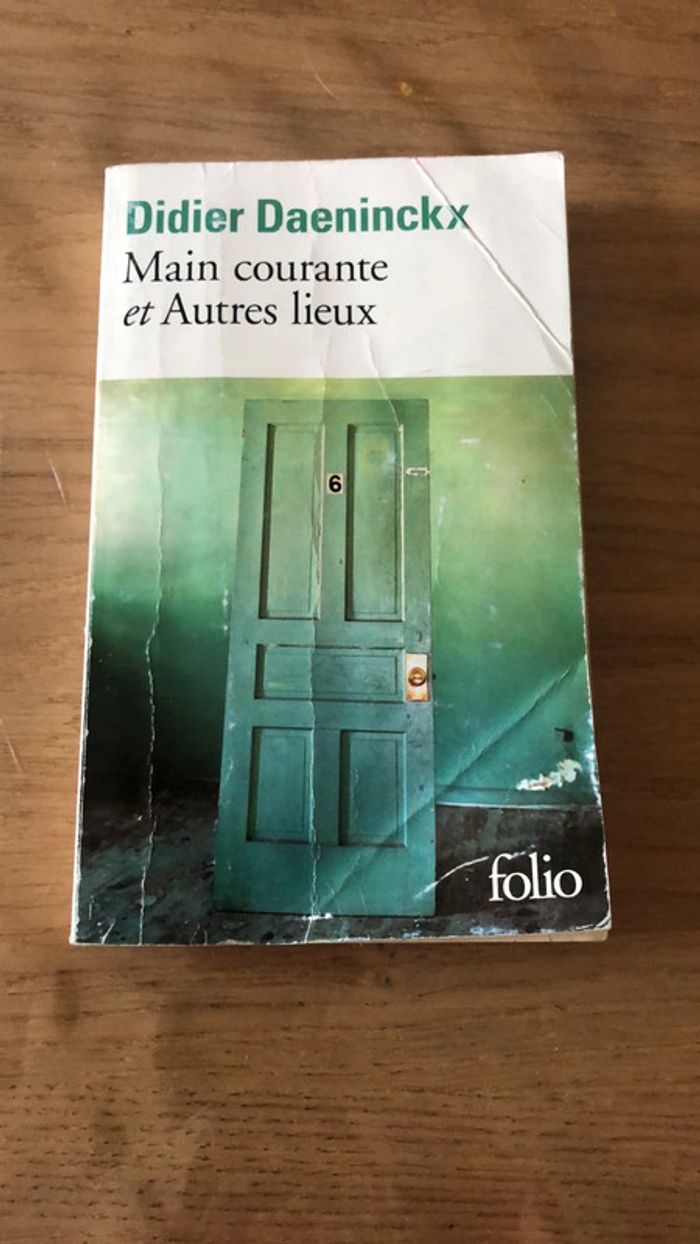 Didier Daeninckx
Main courante
et Autres lieux
6
folio